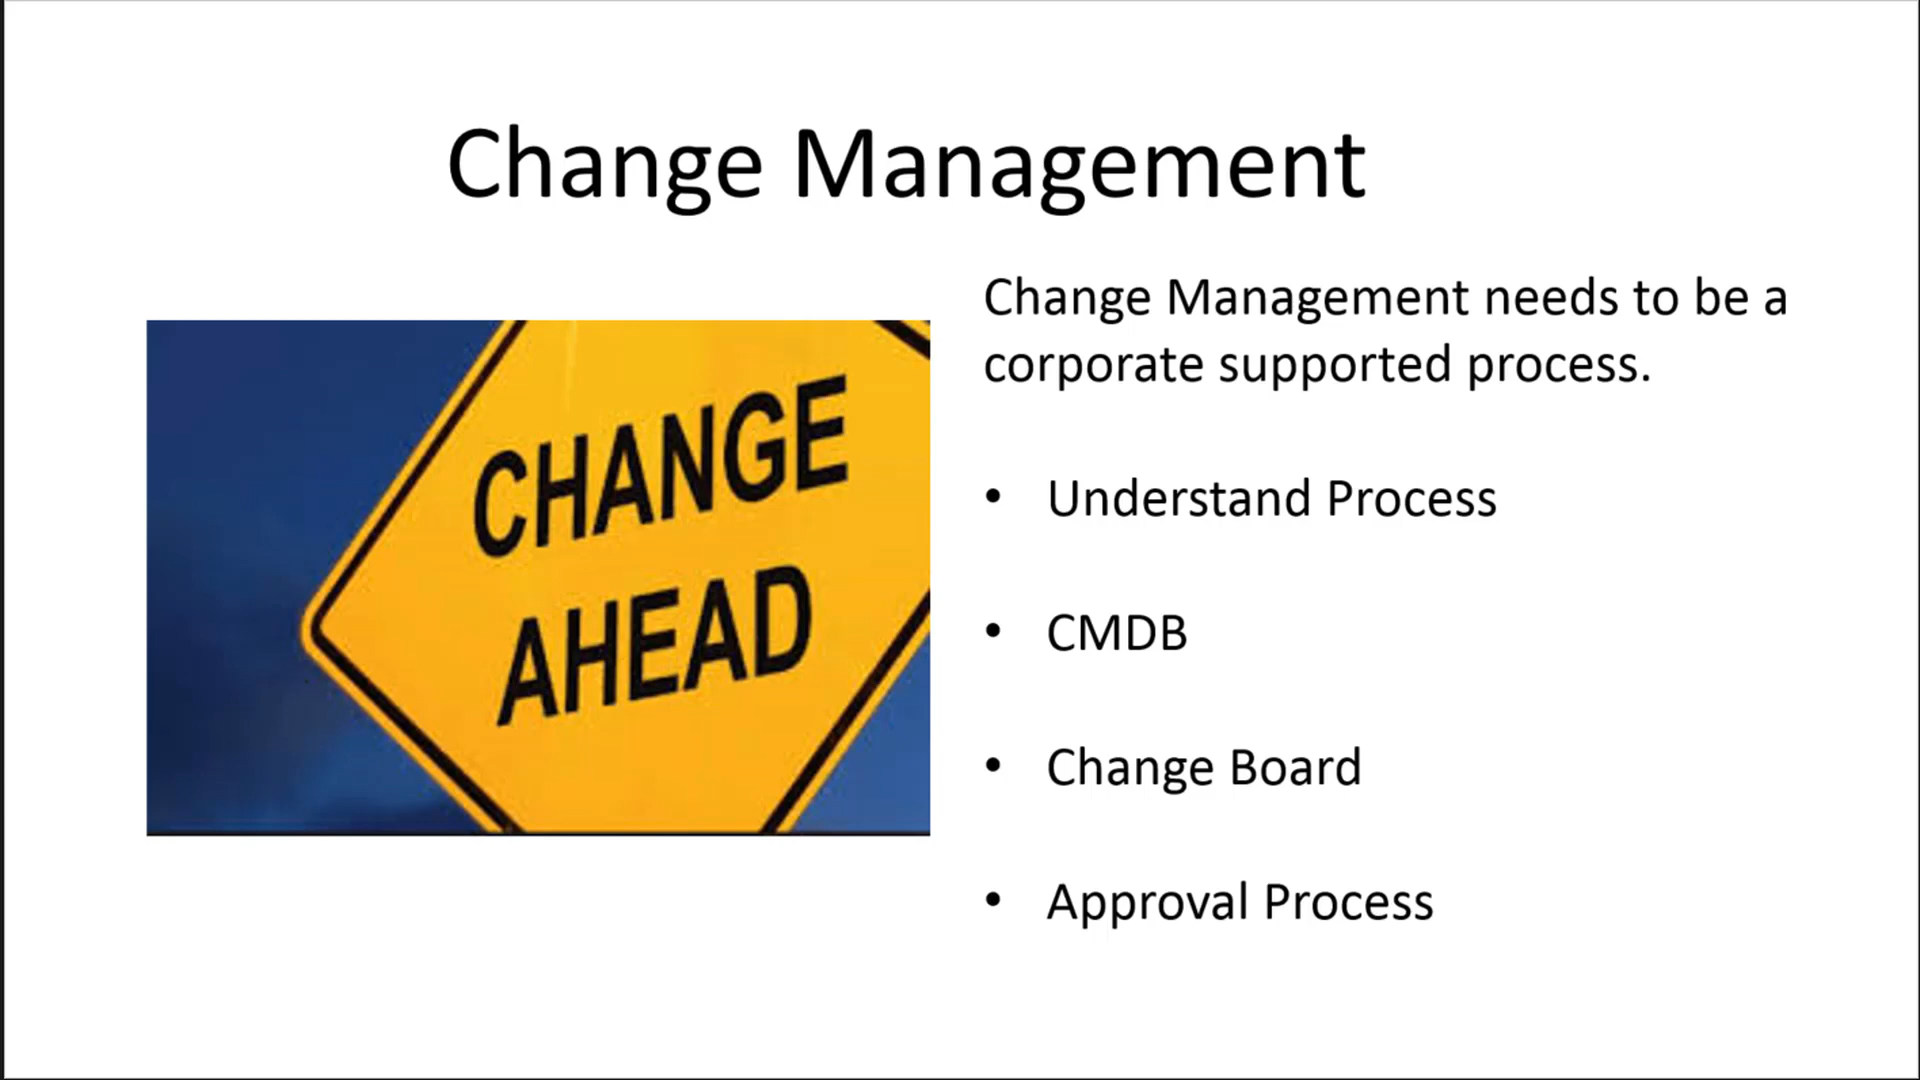 Change Management
CHANGE
AHEAD
Change Management needs to be a
corporate supported process.
• Understand Process
• CMDB
• Change Board
• Approval Process